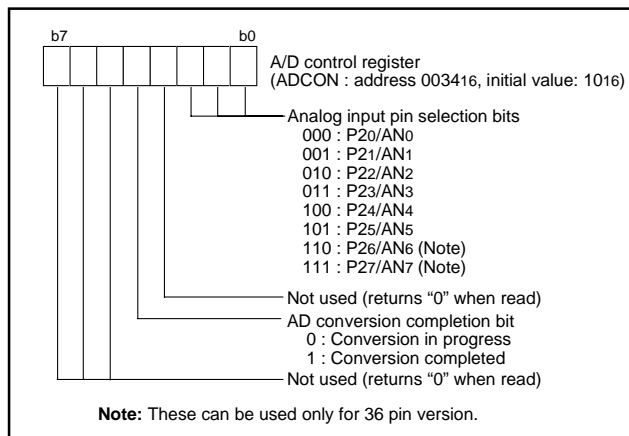 b7 b0
A/D control register
(ADCON : address 003416, initial value: 1016)
Analog input pin selection bits
000 : P20/AN0
001 : P21/AN1
010 : P22/AN2
011 : P23/AN3
100 : P24/AN4
101 : P25/AN5
110 : P26/AN6 (Note)
111 : P27/AN7 (Note)
Not used (returns “0” when read)
AD conversion completion bit
0 : Conversion in progress
1 : Conversion completed
Not used (returns “0” when read)
Note: These can be used only for 36 pin version.